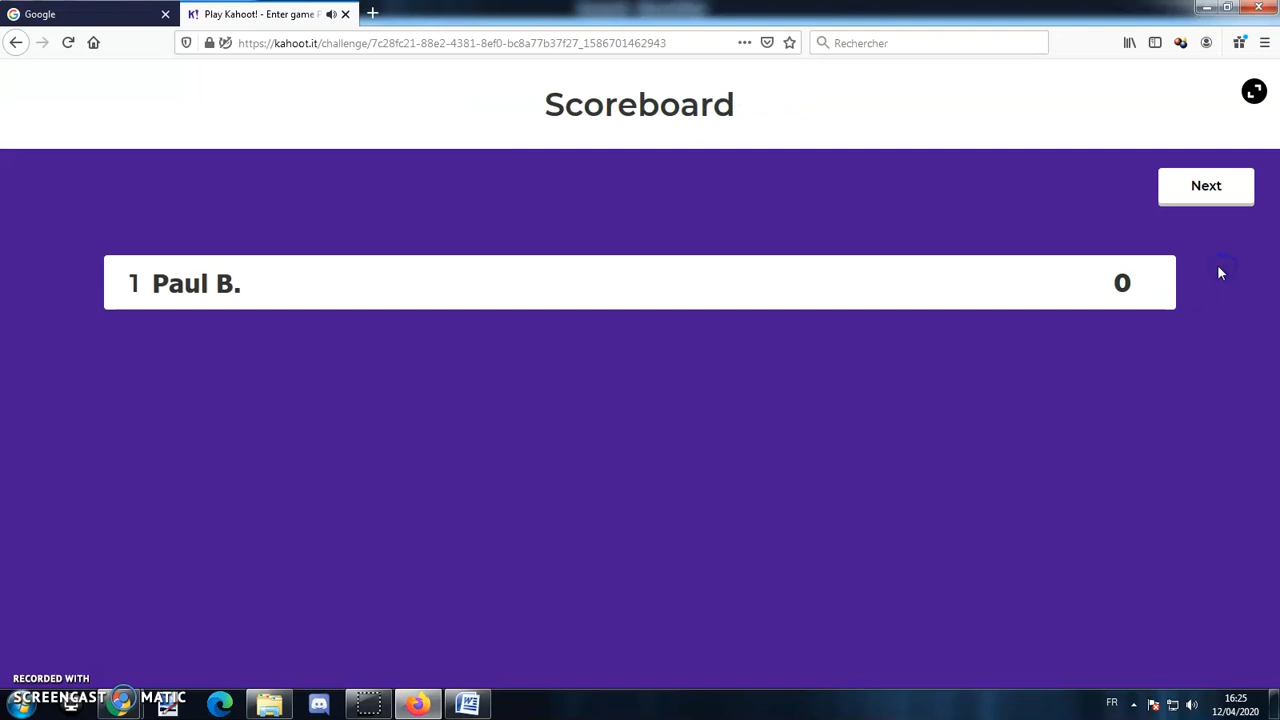 Google
Play Kahoot! - Enter game P
https://kahoot.it/challenge/7c28fc21-88e2-4381-8ef0-bc8a77b37f27_1586701462943
Rechercher
Scoreboard
Next
1 Paul B. 0
RECORDED WITH
SCREENCAST MATIC
FR
16:25
12/04/2020